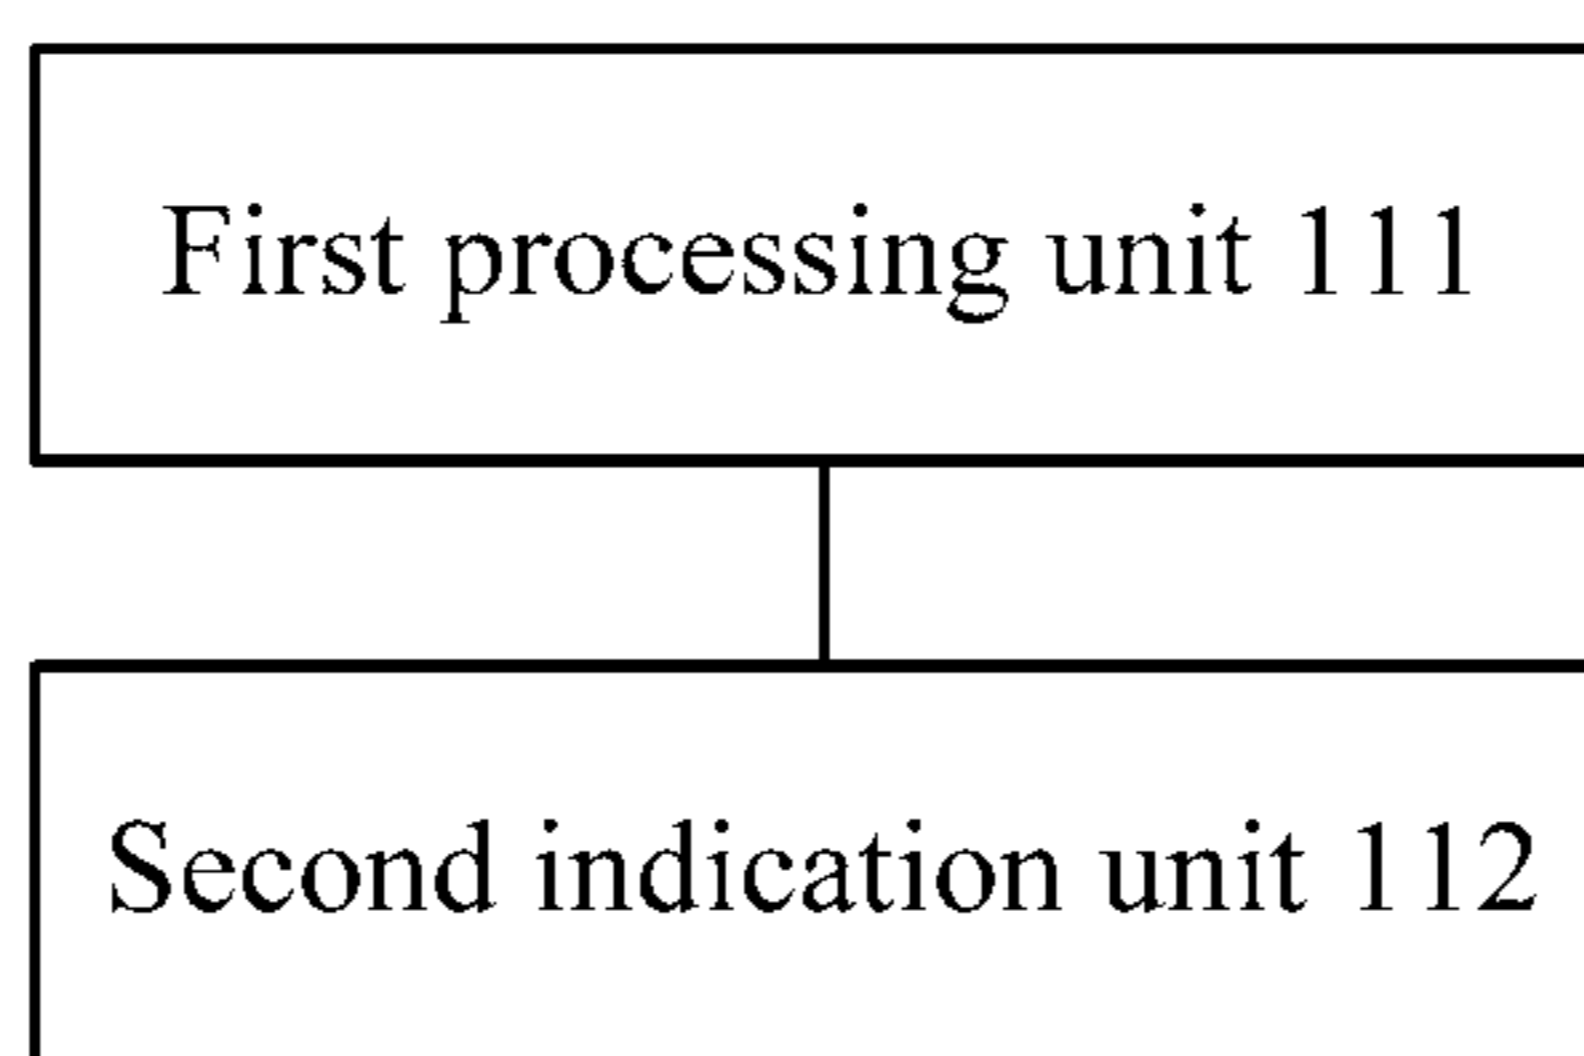 First processing unit 111
Second indication unit 112